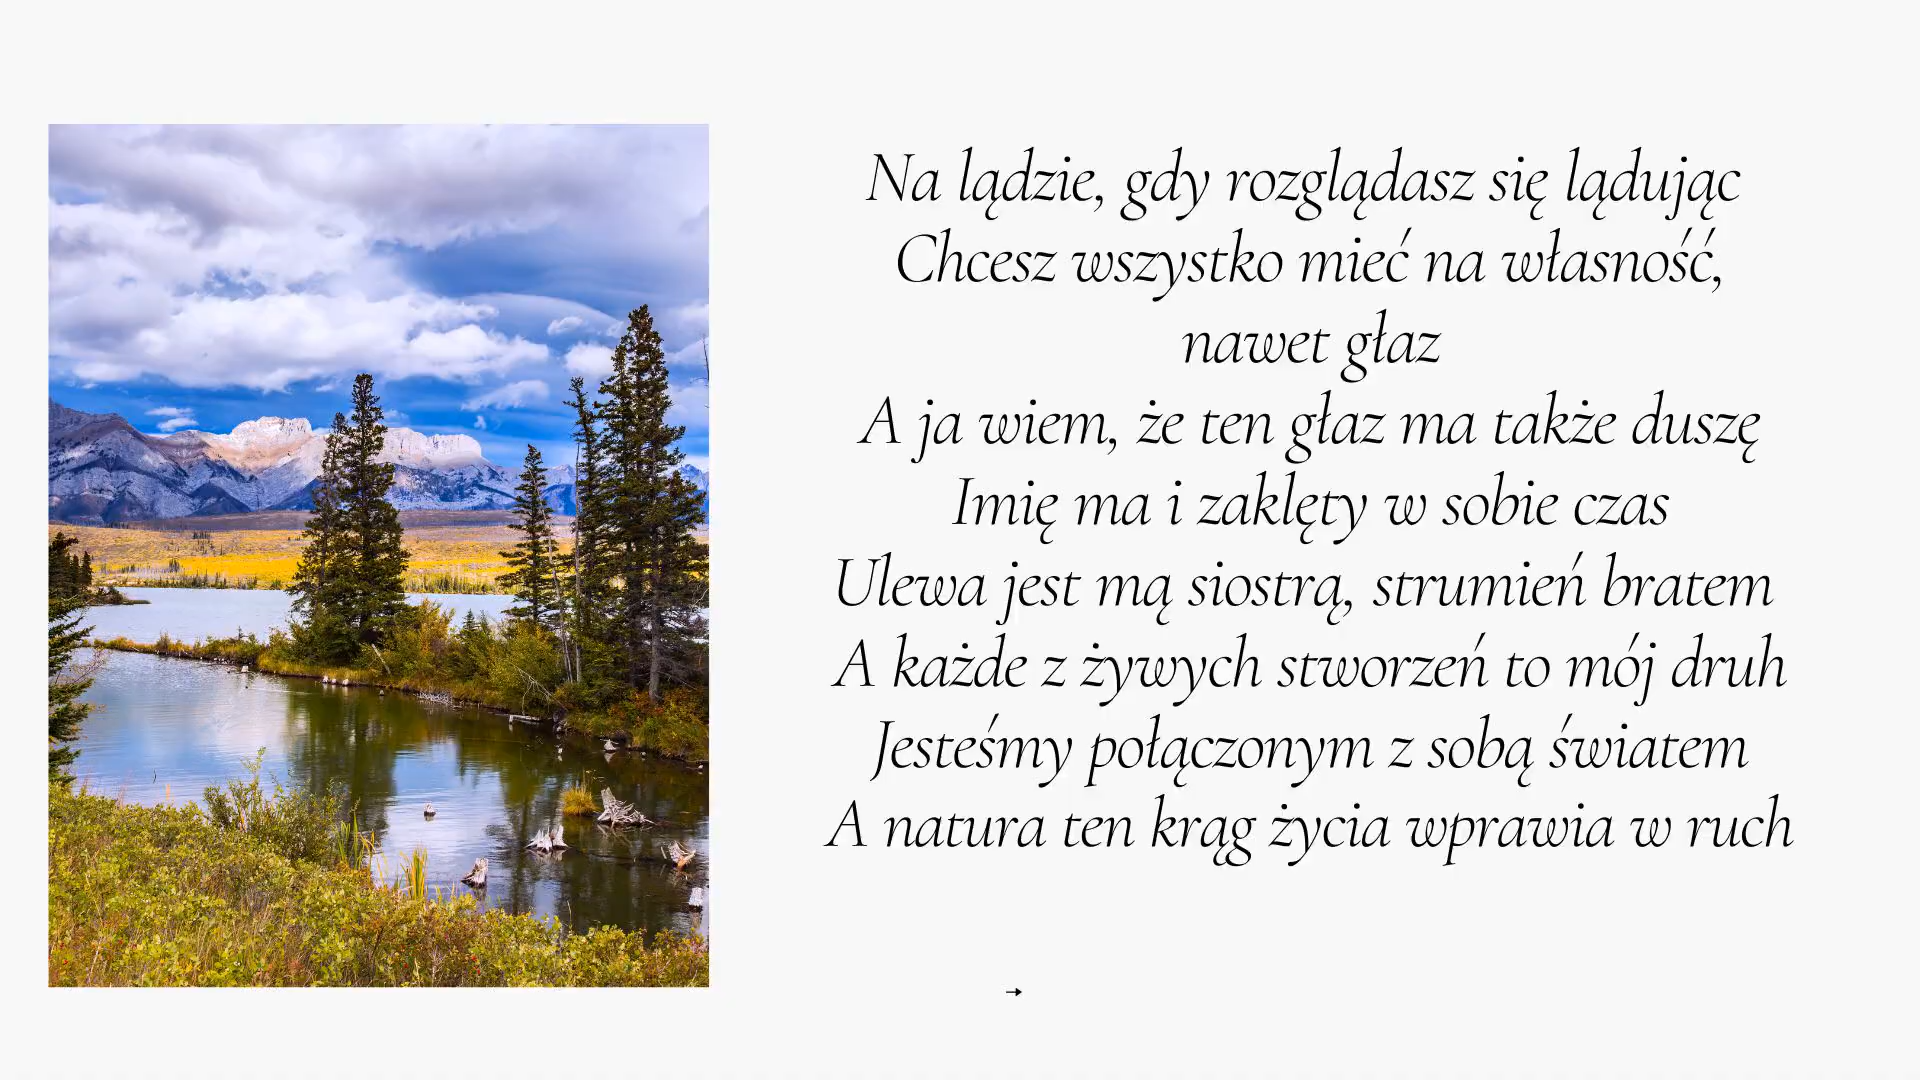 Na lądzie, gdy rozglądasz się lądując
Chcesz wszystko mieć na własność,
nawet głaz
A ja wiem, że ten głaz ma także duszę
Imię ma i zaklęty w sobie czas
Ulewa jest mą siostrą, strumień bratem
A każde z żywych stworzeń to mój druh
Jesteśmy połączonym z sobą światem
A natura ten krąg życia wprawia w ruch